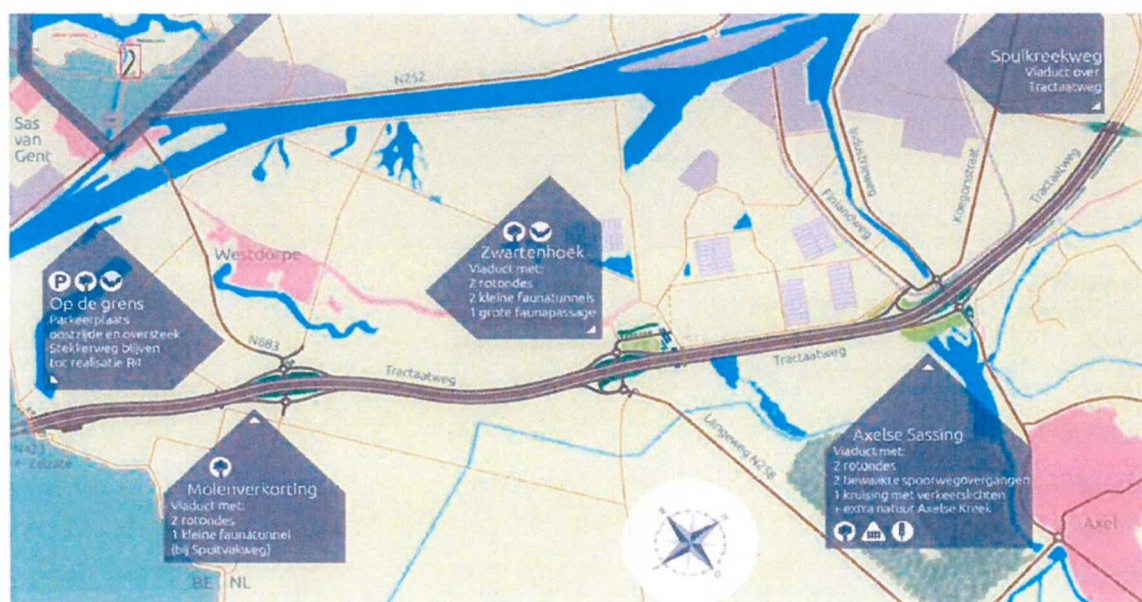 N252
Sas
van
Gent
Spuikreekweg
Viaduct over
Tractaatweg
Industrieweg
Finlandweg
Koegorsstraat
Tractaatweg
Westdorpe
Zwartenhoek
Viaduct met:
2 rotondes
2 kleine faunatunnels
1 grote faunapassage
P
Op de grens
Parkeerplaats
oostzijde en oversteek
Stekkerweg blijven
tot realisatie R4
N683
Tractaatweg
Tractaatweg
Langeweg N258
Molenverkorting
Viaduct met:
2 rotondes
1 kleine faunatunnel
(bij Spuitvakweg)
Axelse Sassing
Viaduct met:
2 rotondes
2 bewaakte spoorwegovergangen
1 kruising met verkeerslichten
+ extra natuur Axelse Kreek
N423
← Zelzate
Axel
BE NL